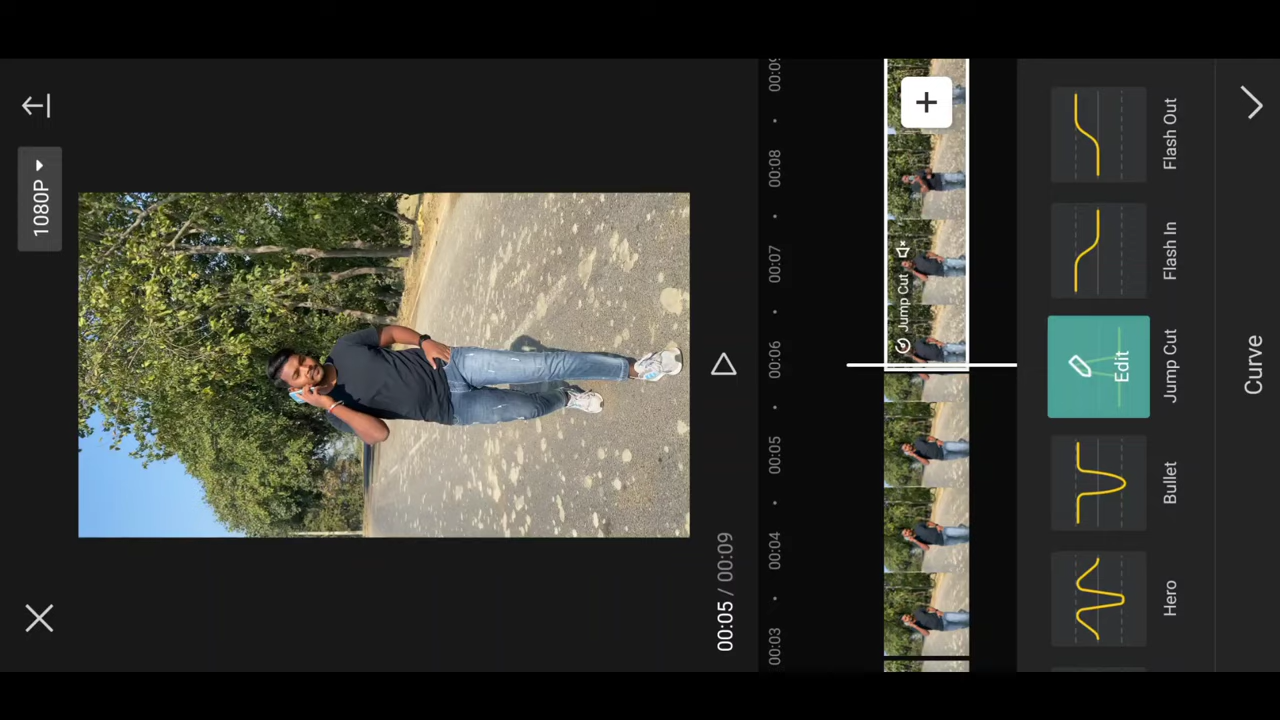 1080P
00:05 / 00:09
00:03 00:04 00:05 00:06 00:07 00:08 00:09
Jump Cut
Edit
Hero Bullet Jump Cut Flash In Flash Out
Curve